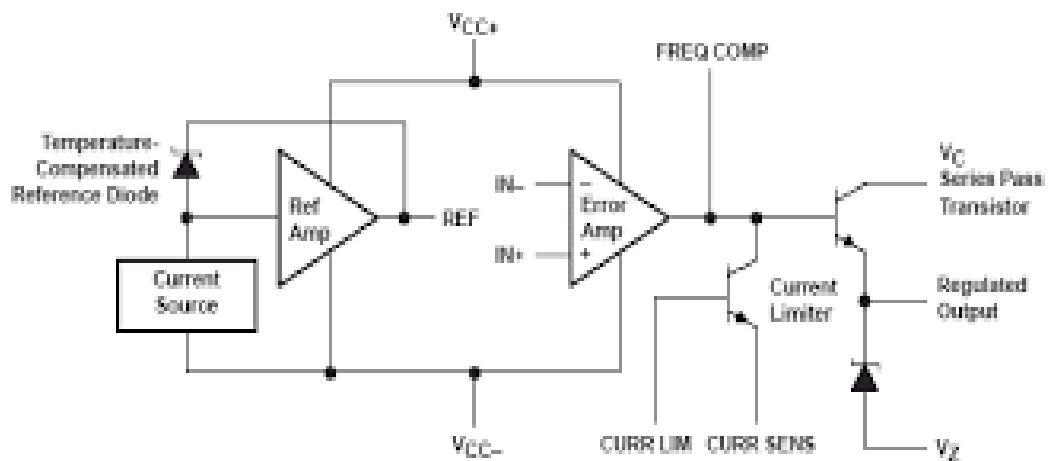 VCC+
FREQ COMP
Temperature-
Compensated
Reference Diode
Ref
Amp
REF
IN–
–
Error
Amp
IN+
+
VC
Series Pass
Transistor
Current
Source
Current
Limiter
Regulated
Output
VCC–
CURR LIM
CURR SENS
VZ